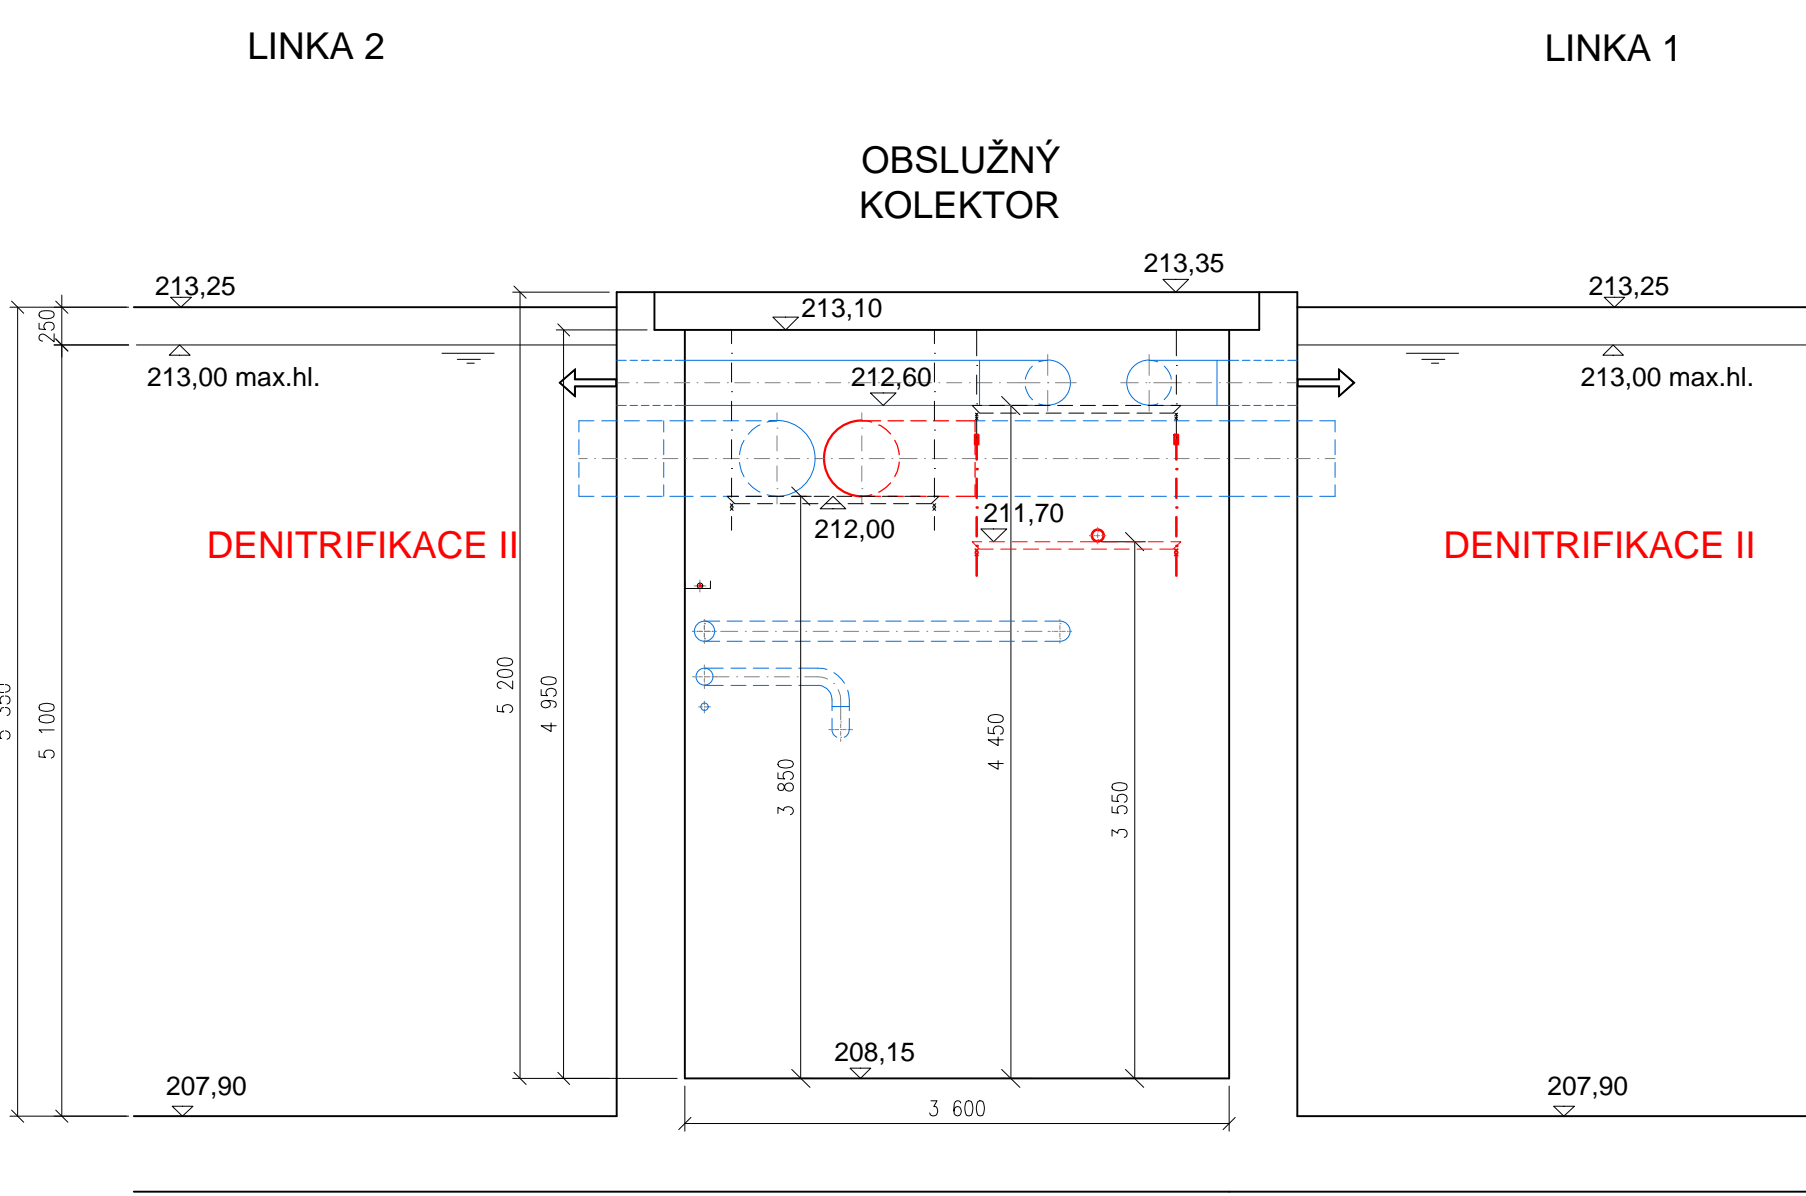 LINKA 2
LINKA 1
OBSLUŽNÝ
KOLEKTOR
213,25
213,35
213,25
213,10
250
213,00 max.hl.
212,60
213,00 max.hl.
212,00
211,70
DENITRIFIKACE II
DENITRIFIKACE II
5 350
5 100
5 200
4 950
3 850
4 450
3 550
208,15
207,90
207,90
3 600